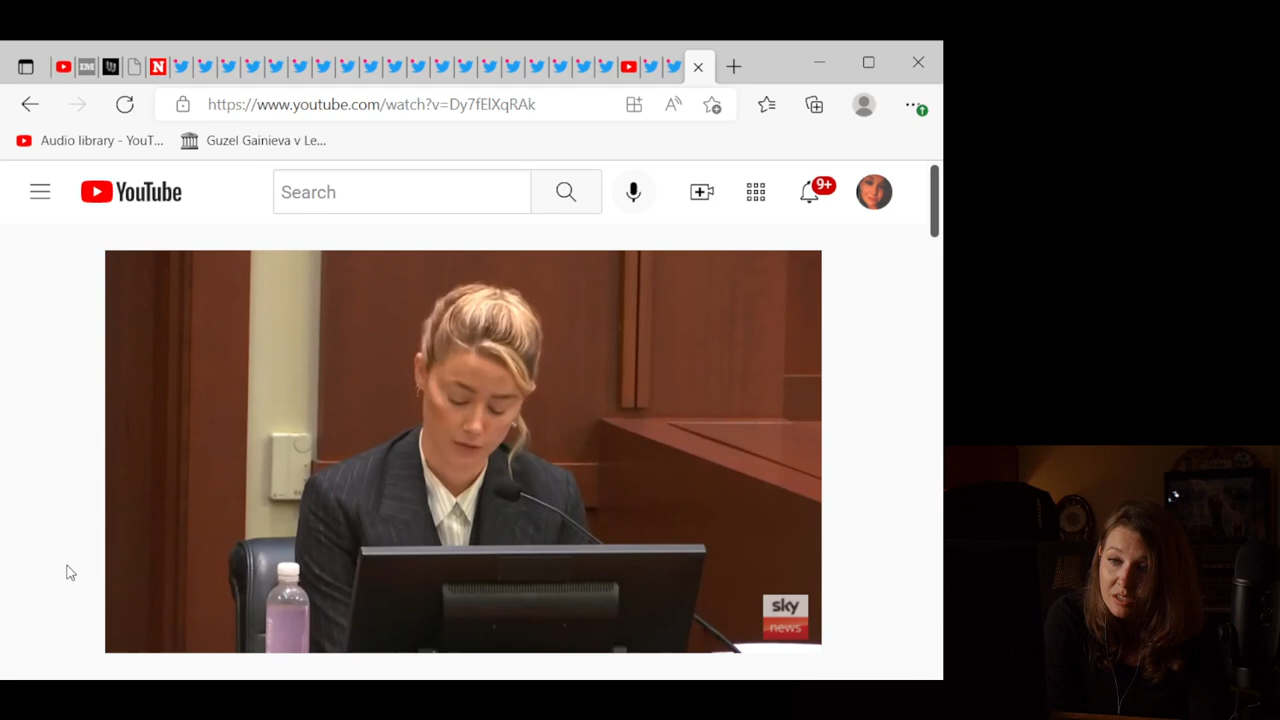 https://www.youtube.com/watch?v=Dy7fElXqRAk
Audio library - YouT...
Guzel Gainieva v Le...
YouTube
Search
9+
sky
news